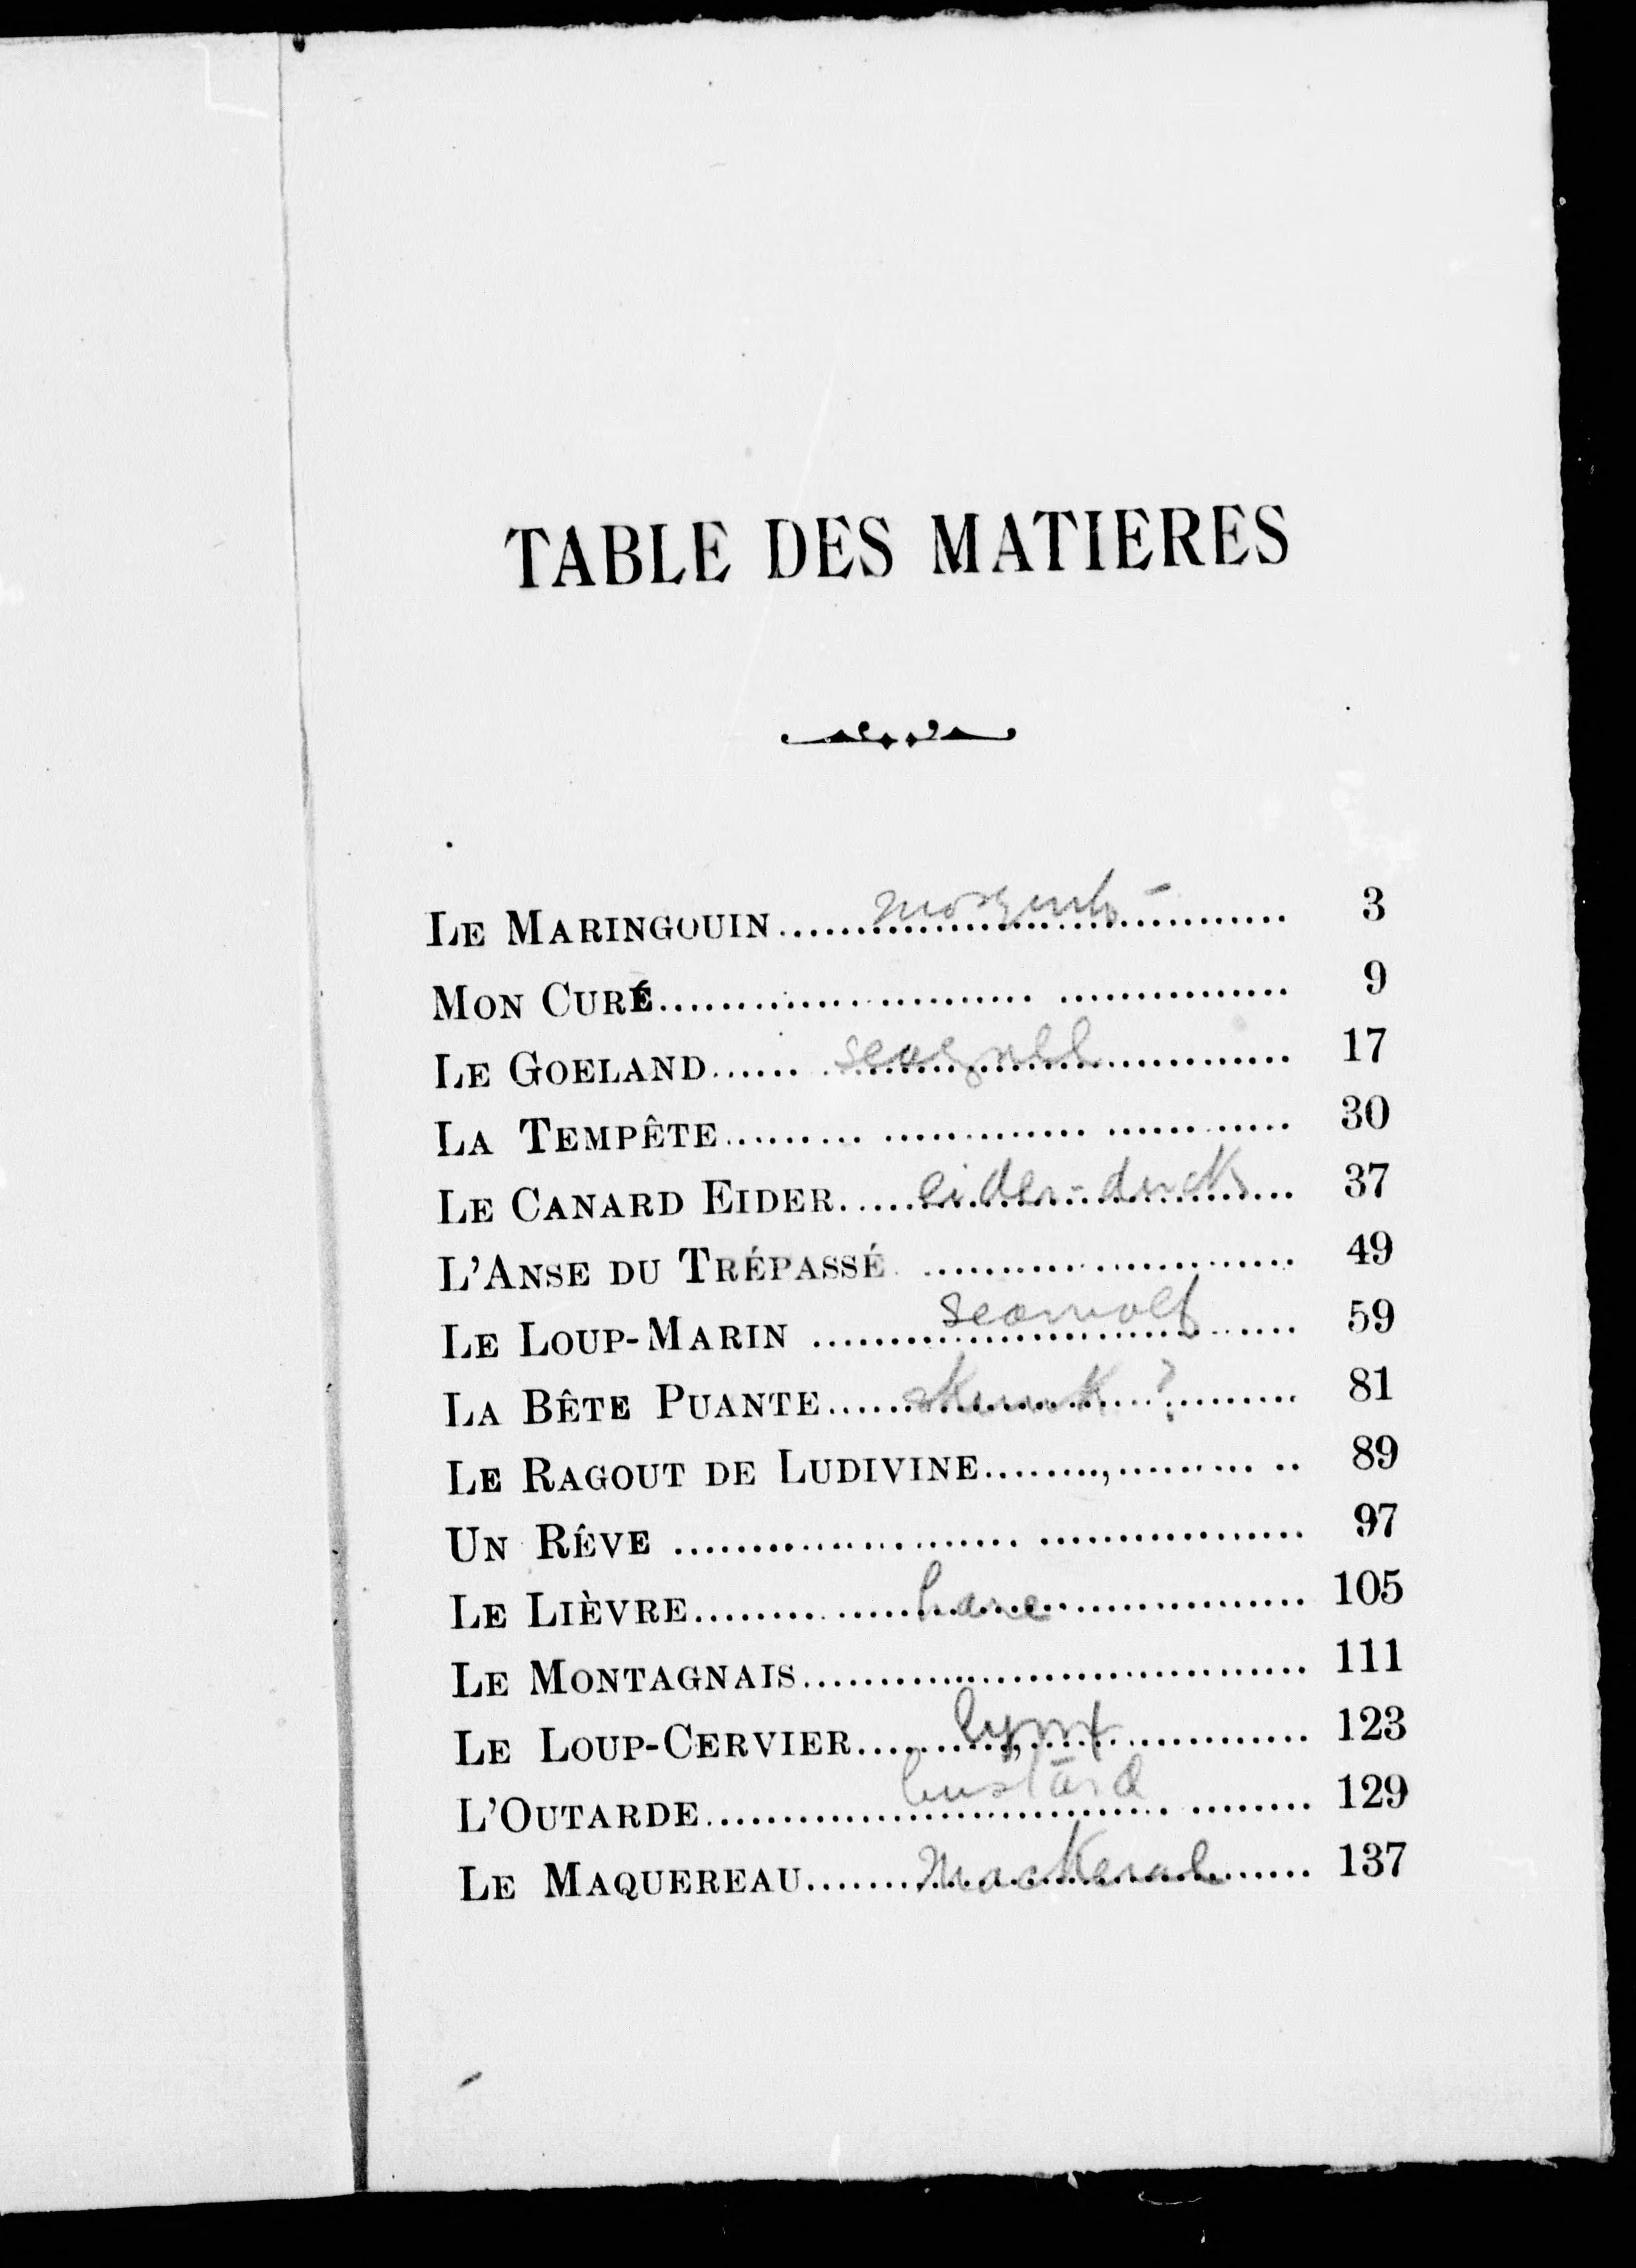 TABLE DES MATIERES
LE MARINGOUIN................................ 3
MON CURÉ................................ 9
seagull
LE GOELAND................................ 17
LA TEMPÊTE................................ 30
LE CANARD EIDER........ eider-duck ........ 37
L'ANSE DU TRÉPASSÉ ........................ 49
seawolf
LE LOUP-MARIN ................................ 59
LA BÊTE PUANTE........ skunk ? ........ 81
LE RAGOUT DE LUDIVINE........,........... 89
UN RÊVE ................................ 97
LE LIÈVRE............ hare ............ 105
LE MONTAGNAIS................................ 111
LE LOUP-CERVIER........ lynx ........ 123
bustard
L'OUTARDE................................ 129
LE MAQUEREAU........ Mackeral ........ 137